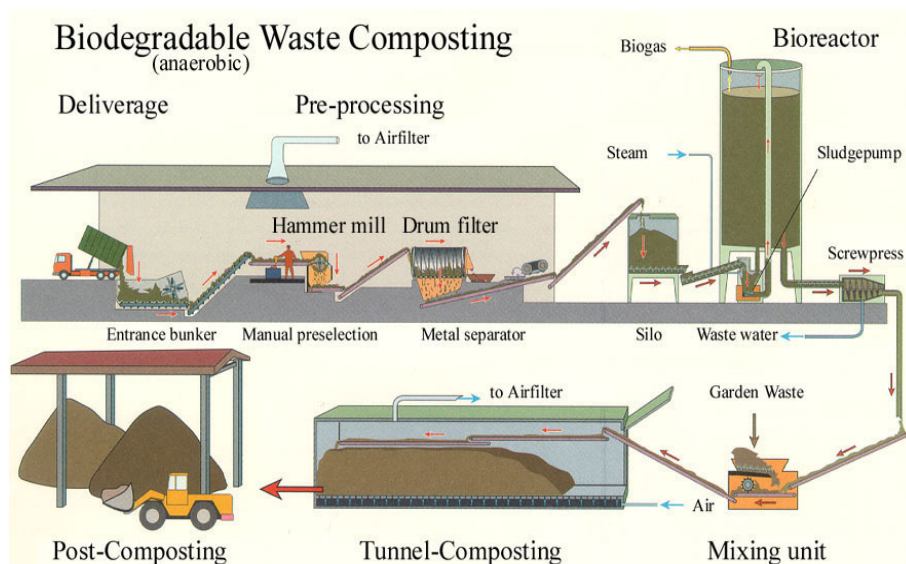 Biodegradable Waste Composting
(anaerobic)
Biogas
Bioreactor
Deliverage
Pre-processing
to Airfilter
Steam
Sludgepump
Hammer mill
Drum filter
Screwpress
Entrance bunker
Manual preselection
Metal separator
Silo
Waste water
to Airfilter
Garden Waste
Air
Post-Composting
Tunnel-Composting
Mixing unit